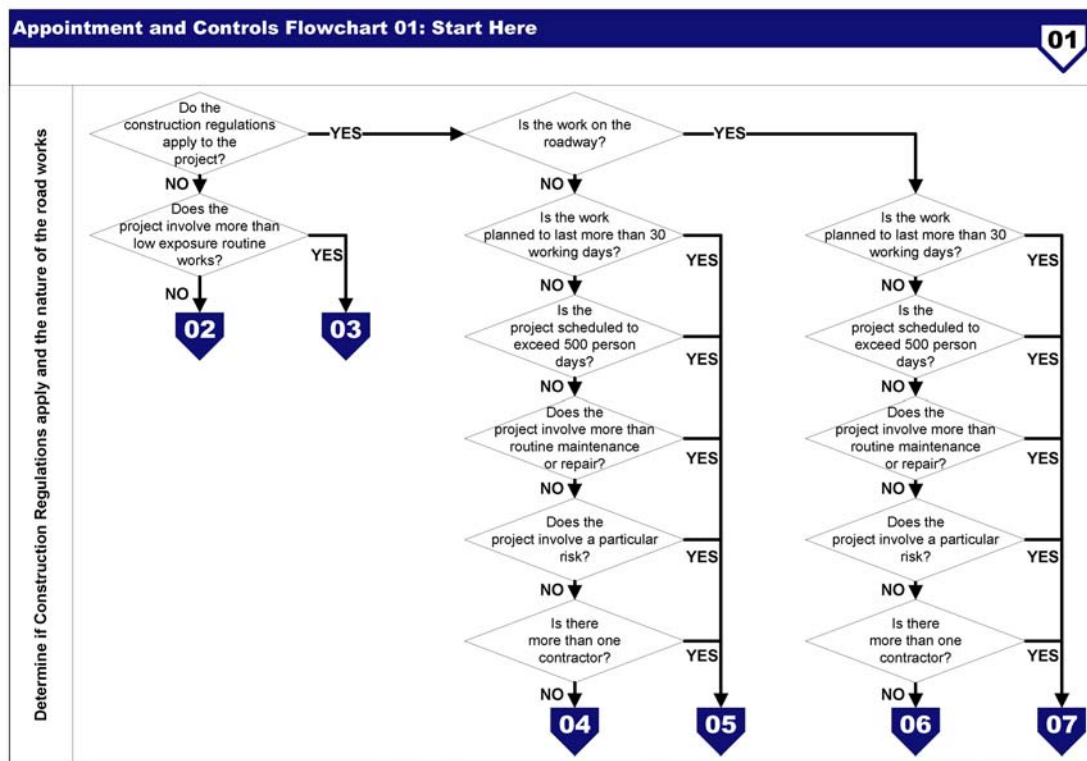 Appointment and Controls Flowchart 01: Start Here
01
Determine if Construction Regulations apply and the nature of the road works
Do the
construction regulations
apply to the
project?
YES
NO
Does the
project involve more than
low exposure routine
works?
YES
NO
02
03
Is the work on the
roadway?
YES
NO
Is the work
planned to last more than 30
working days?
YES
NO
Is the
project scheduled to
exceed 500 person
days?
YES
NO
Does the
project involve more than
routine maintenance
or repair?
YES
NO
Does the
project involve a particular
risk?
YES
NO
Is there
more than one
contractor?
YES
NO
04
05
Is the work
planned to last more than 30
working days?
YES
NO
Is the
project scheduled to
exceed 500 person
days?
YES
NO
Does the
project involve more than
routine maintenance
or repair?
YES
NO
Does the
project involve a particular
risk?
YES
NO
Is there
more than one
contractor?
YES
NO
06
07